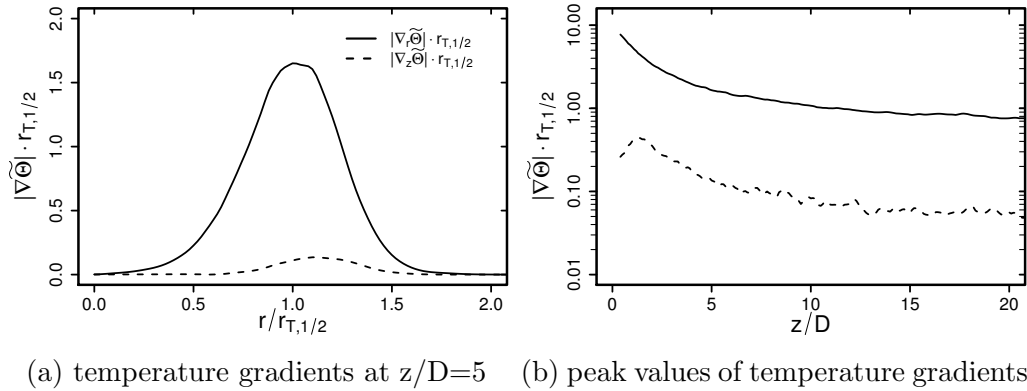 2.0
1.5
1.0
0.5
0.0
|∇Θ̃| · r_{T,1/2}
|∇_rΘ̃| · r_{T,1/2}
|∇_zΘ̃| · r_{T,1/2}
0.0 0.5 1.0 1.5 2.0
r/r_{T,1/2}
10.00
1.00
0.10
0.01
|∇Θ̃| · r_{T,1/2}
0 5 10 15 20
z/D
(a) temperature gradients at z/D=5
(b) peak values of temperature gradients